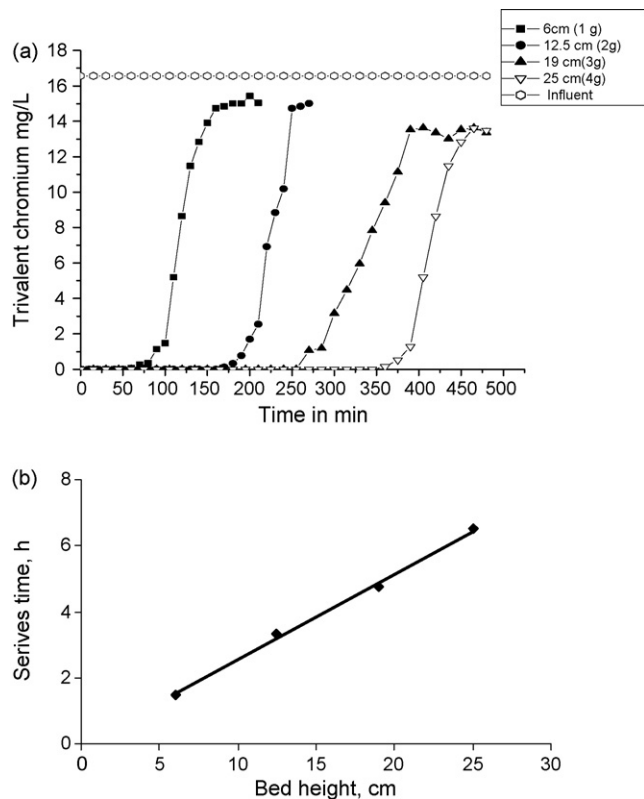 (a)
6cm (1 g)
12.5 cm (2g)
19 cm(3g)
25 cm(4g)
Influent
Trivalent chromium mg/L
18
16
14
12
10
8
6
4
2
0
0 50 100 150 200 250 300 350 400 450 500
Time in min
(b)
Serives time, h
8
6
4
2
0
0 5 10 15 20 25 30
Bed height, cm